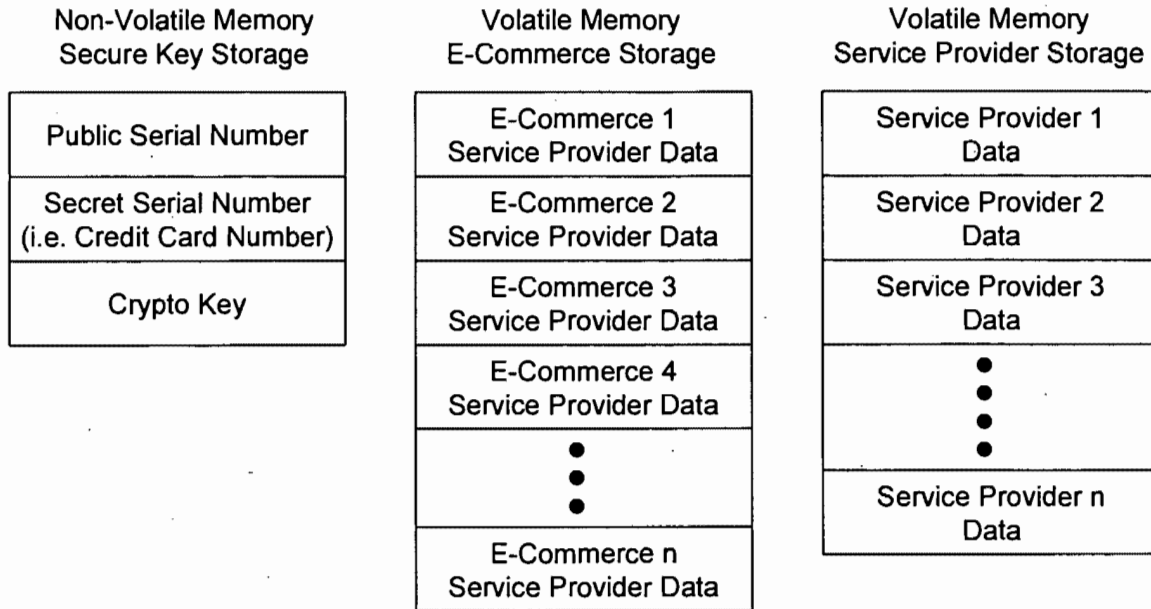 Non-Volatile Memory
Secure Key Storage
Public Serial Number
Secret Serial Number
(i.e. Credit Card Number)
Crypto Key
Volatile Memory
E-Commerce Storage
E-Commerce 1
Service Provider Data
E-Commerce 2
Service Provider Data
E-Commerce 3
Service Provider Data
E-Commerce 4
Service Provider Data
E-Commerce n
Service Provider Data
Volatile Memory
Service Provider Storage
Service Provider 1
Data
Service Provider 2
Data
Service Provider 3
Data
Service Provider n
Data